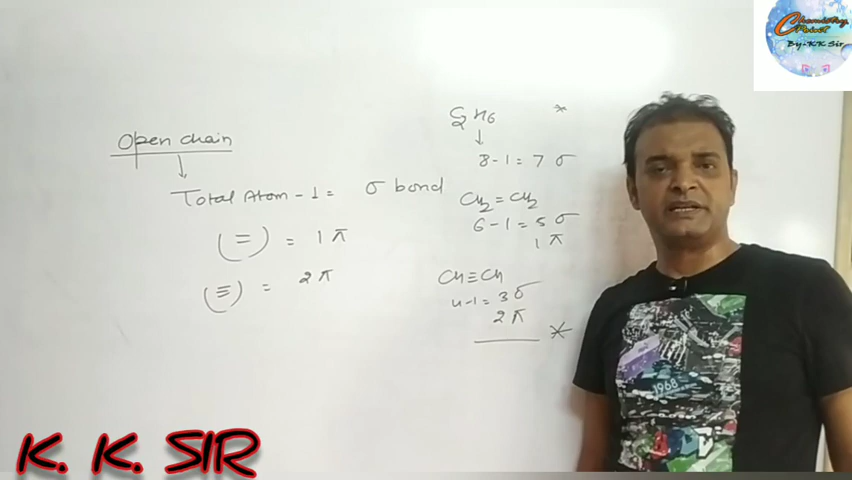 Chemistry
Point
By-K.K Sir
Open chain
↓
Total Atom - 1 = σ bond
(=) = 1 π
(≡) = 2 π
C2H6 *
↓
8-1 = 7 σ
CH2 = CH2
6-1 = 5 σ
1 π
CH≡CH
4-1 = 3 σ
2 π *
1968
K. K. SIR